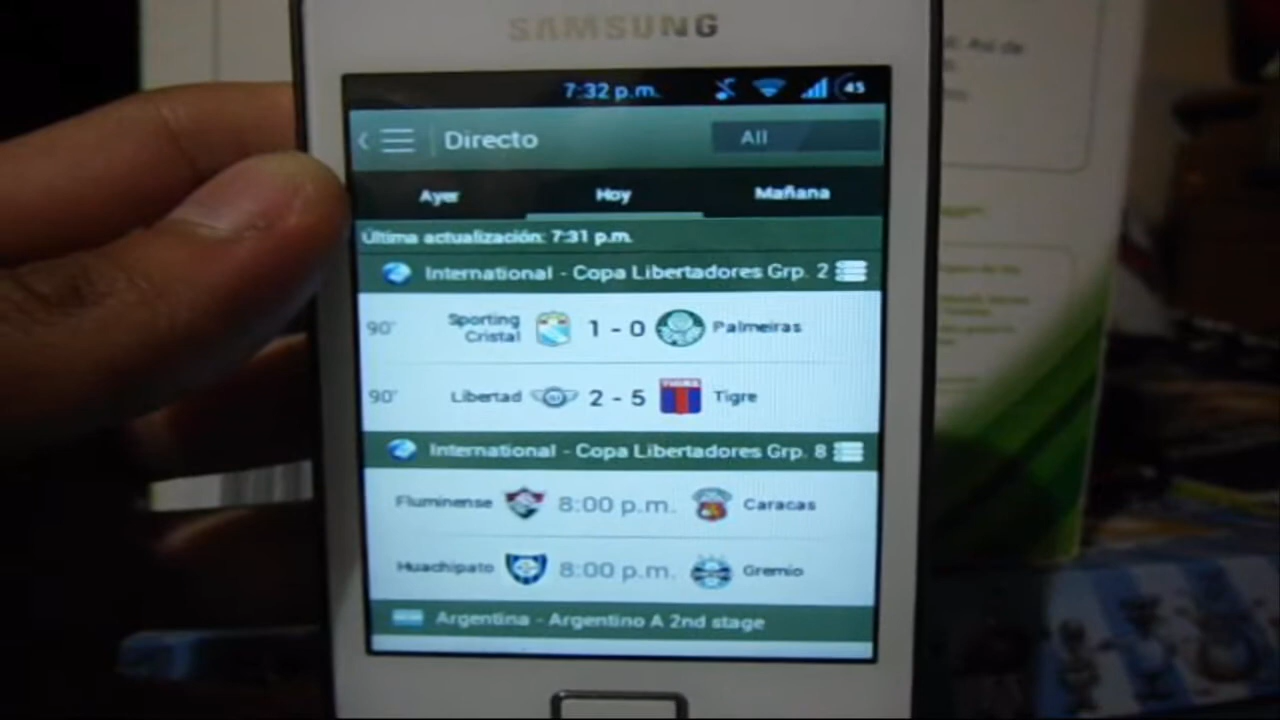 SAMSUNG
7:32 p.m. 45
Directo All
Ayer Hoy Mañana
Última actualización: 7:31 p.m.
International - Copa Libertadores Grp. 2
90' Sporting Cristal 1 - 0 Palmeiras
90' Libertad 2 - 5 TIGRE Tigre
International - Copa Libertadores Grp. 8
Fluminense 8:00 p.m. Caracas
Huachipato 8:00 p.m. Gremio
Argentina - Argentino A 2nd stage